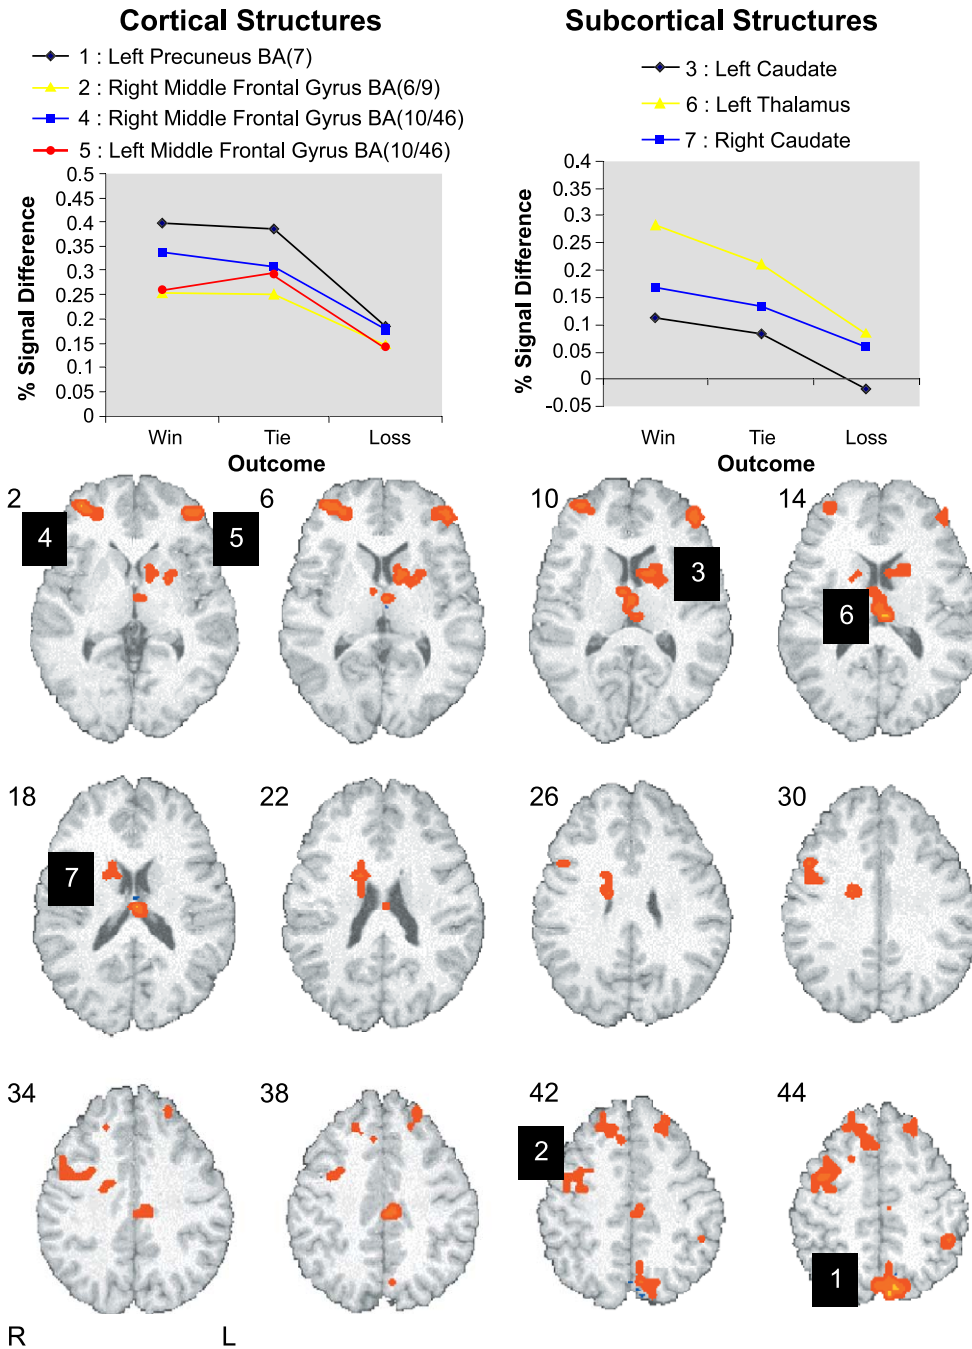 Cortical Structures
1 : Left Precuneus BA(7)
2 : Right Middle Frontal Gyrus BA(6/9)
4 : Right Middle Frontal Gyrus BA(10/46)
5 : Left Middle Frontal Gyrus BA(10/46)
% Signal Difference
0.5
0.45
0.4
0.35
0.3
0.25
0.2
0.15
0.1
0.05
0
Win Tie Loss
Outcome
Subcortical Structures
3 : Left Caudate
6 : Left Thalamus
7 : Right Caudate
% Signal Difference
0.4
0.35
0.3
0.25
0.2
0.15
0.1
0.05
0
-0.05
Win Tie Loss
Outcome
2 6 10 14
4 5 3 6
18 22 26 30
7
34 38 42 44
2
1
R L